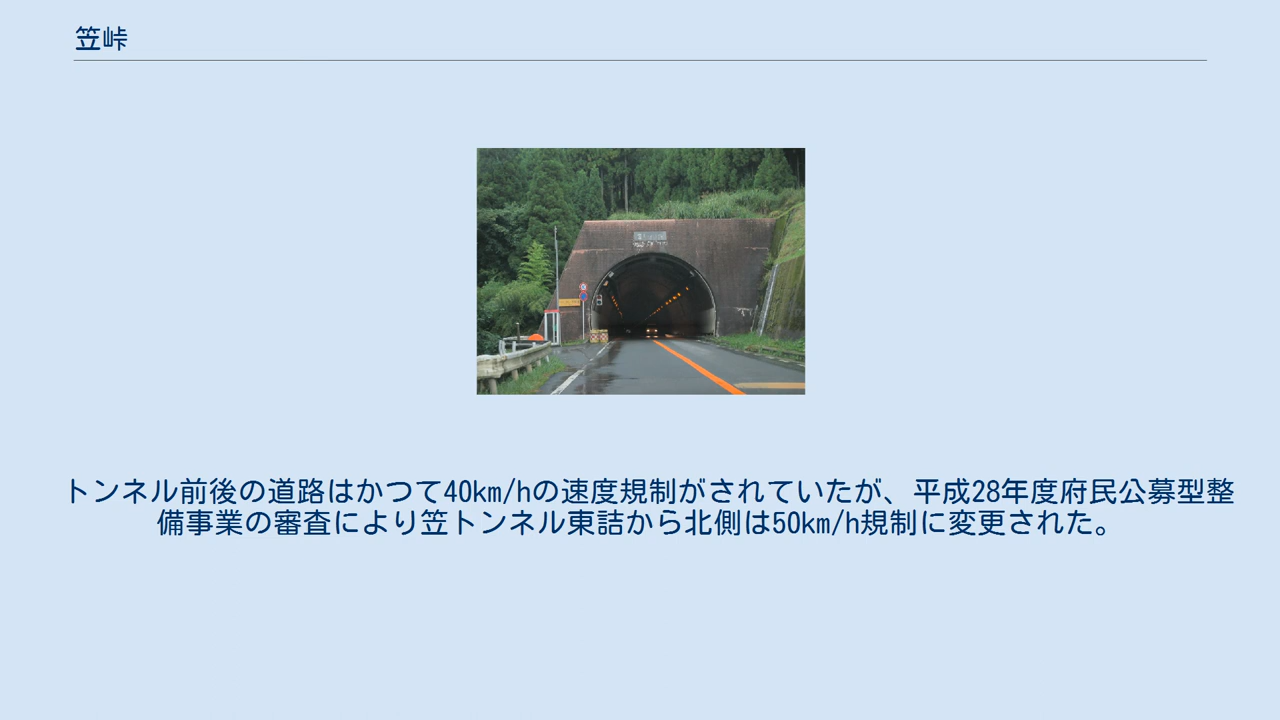 笠峠
トンネル前後の道路はかつて40km/hの速度規制がされていたが、平成28年度府民公募型整
備事業の審査により笠トンネル東詰から北側は50km/h規制に変更された。